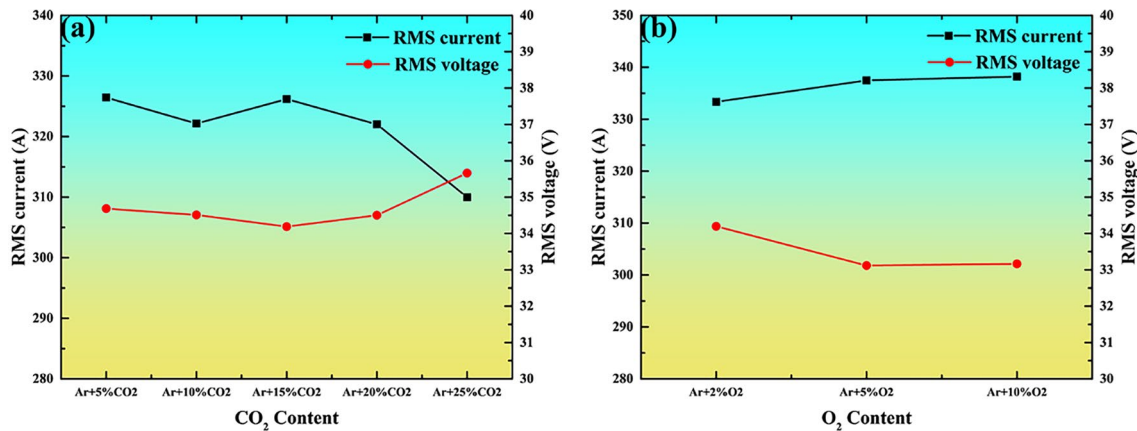 (a)
RMS current
RMS voltage
340
330
320
310
300
290
280
RMS current (A)
40
39
38
37
36
35
34
33
32
31
30
RMS voltage (V)
Ar+5%CO2 Ar+10%CO2 Ar+15%CO2 Ar+20%CO2 Ar+25%CO2
CO₂ Content
(b)
RMS current
RMS voltage
350
340
330
320
310
300
290
280
RMS current (A)
40
39
38
37
36
35
34
33
32
31
30
RMS voltage (V)
Ar+2%O2 Ar+5%O2 Ar+10%O2
O₂ Content